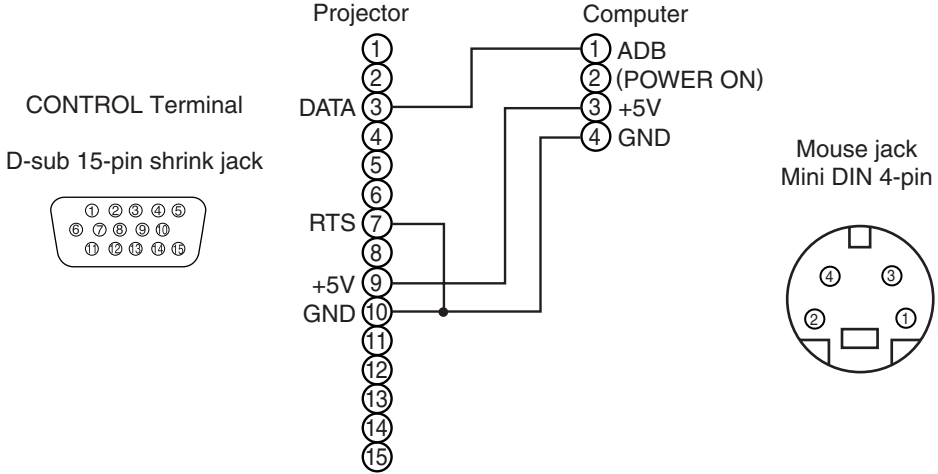 Projector Computer
① ① ADB
② ② (POWER ON)
CONTROL Terminal
DATA ③ ③ +5V
④ ④ GND
D-sub 15-pin shrink jack
⑤
⑥
RTS ⑦
⑧
+5V ⑨
GND ⑩
⑪
⑫
⑬
⑭
⑮
① ② ③ ④ ⑤
⑥ ⑦ ⑧ ⑨ ⑩
⑪ ⑫ ⑬ ⑭ ⑮
Mouse jack
Mini DIN 4-pin
④ ③
② ①